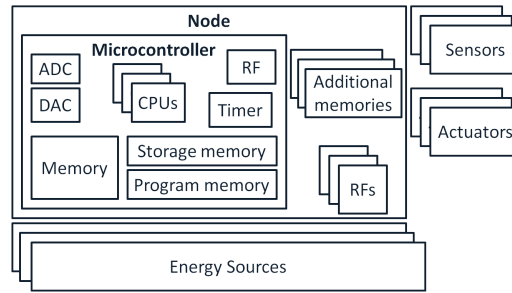 Node
Microcontroller
ADC
DAC
CPUs
RF
Timer
Memory
Storage memory
Program memory
Additional
memories
RFs
Sensors
Actuators
Energy Sources